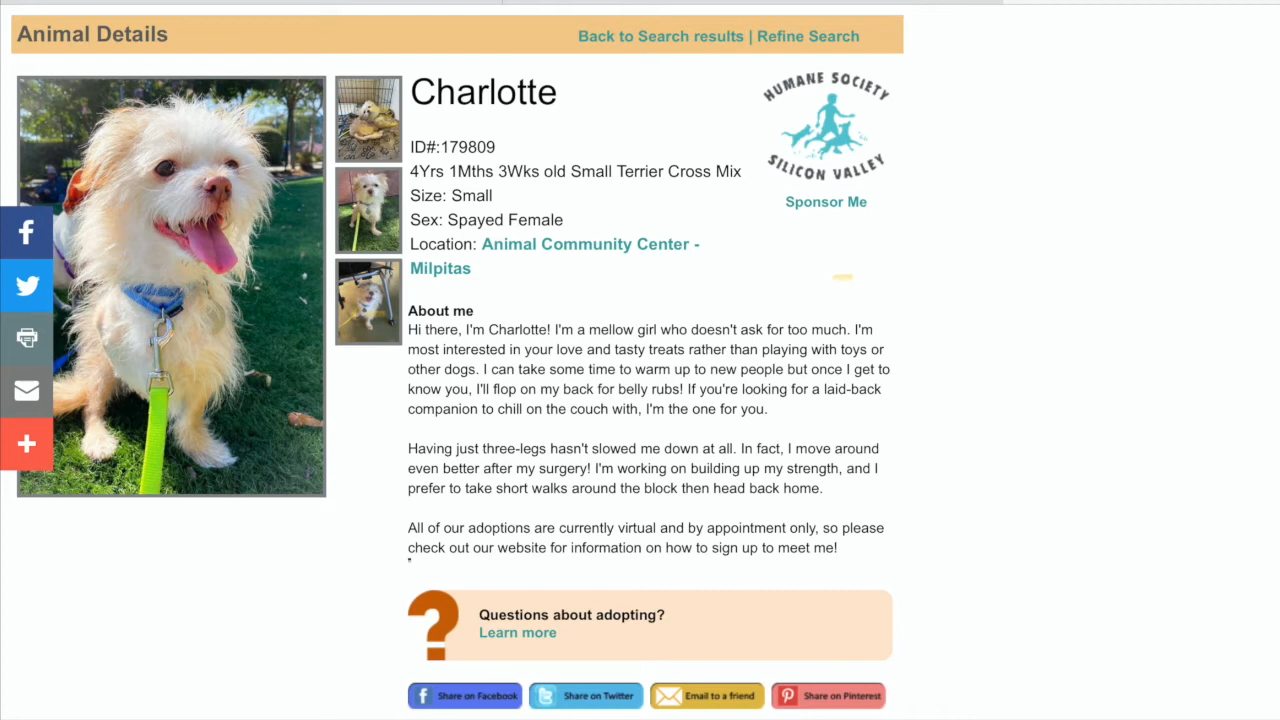 Animal Details
Back to Search results | Refine Search
Charlotte
HUMANE SOCIETY
SILICON VALLEY
Sponsor Me
ID#:179809
4Yrs 1Mths 3Wks old Small Terrier Cross Mix
Size: Small
Sex: Spayed Female
Location: Animal Community Center -
Milpitas
About me
Hi there, I'm Charlotte! I'm a mellow girl who doesn't ask for too much. I'm
most interested in your love and tasty treats rather than playing with toys or
other dogs. I can take some time to warm up to new people but once I get to
know you, I'll flop on my back for belly rubs! If you're looking for a laid-back
companion to chill on the couch with, I'm the one for you.
Having just three-legs hasn't slowed me down at all. In fact, I move around
even better after my surgery! I'm working on building up my strength, and I
prefer to take short walks around the block then head back home.
All of our adoptions are currently virtual and by appointment only, so please
check out our website for information on how to sign up to meet me!
Questions about adopting?
Learn more
Share on Facebook
Share on Twitter
Email to a friend
Share on Pinterest